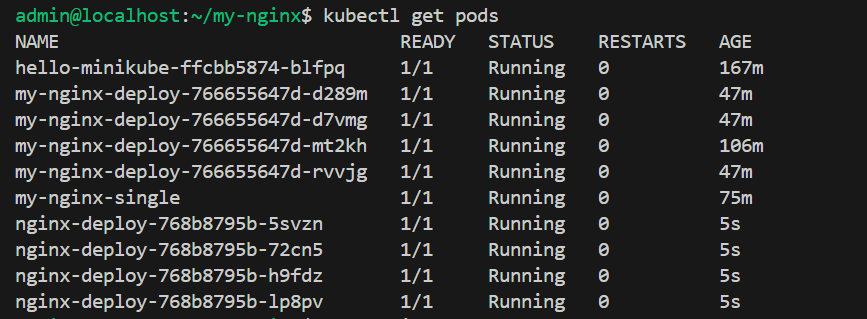 admin@localhost:~/my-nginx$ kubectl get pods
NAME READY STATUS RESTARTS AGE
hello-minikube-ffcbb5874-blfpq 1/1 Running 0 167m
my-nginx-deploy-766655647d-d289m 1/1 Running 0 47m
my-nginx-deploy-766655647d-d7vmg 1/1 Running 0 47m
my-nginx-deploy-766655647d-mt2kh 1/1 Running 0 106m
my-nginx-deploy-766655647d-rvvjg 1/1 Running 0 47m
my-nginx-single 1/1 Running 0 75m
nginx-deploy-768b8795b-5svzn 1/1 Running 0 5s
nginx-deploy-768b8795b-72cn5 1/1 Running 0 5s
nginx-deploy-768b8795b-h9fdz 1/1 Running 0 5s
nginx-deploy-768b8795b-lp8pv 1/1 Running 0 5s